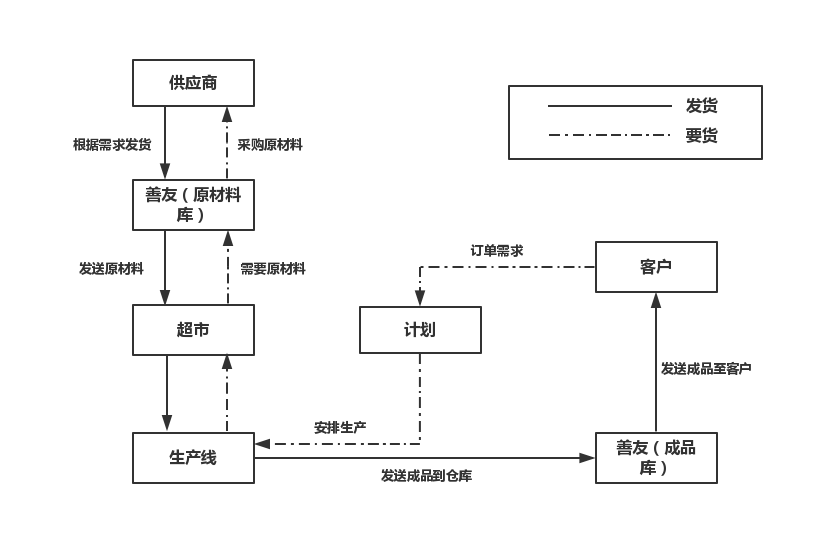 供应商
发货
要货
根据需求发货
采购原材料
善友（原材料
库）
订单需求
发送原材料
需要原材料
客户
超市
计划
发送成品至客户
安排生产
生产线
善友（成品
库）
发送成品到仓库